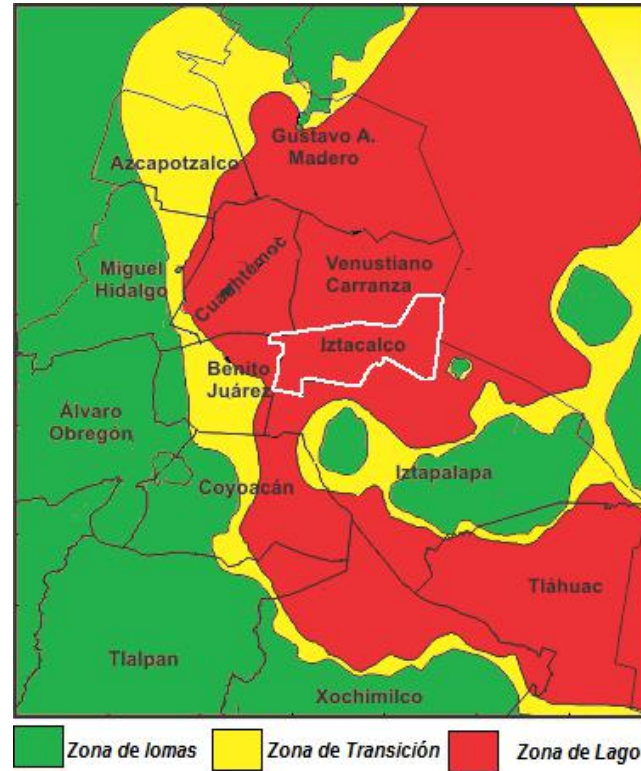 Gustavo A.
Madero
Azcapotzalco
Miguel
Hidalgo
Cuauhtémoc
Venustiano
Carranza
Iztacalco
Benito
Juárez
Álvaro
Obregón
Iztapalapa
Coyoacán
Tláhuac
Tlalpan
Xochimilco
Zona de lomas
Zona de Transición
Zona de Lago